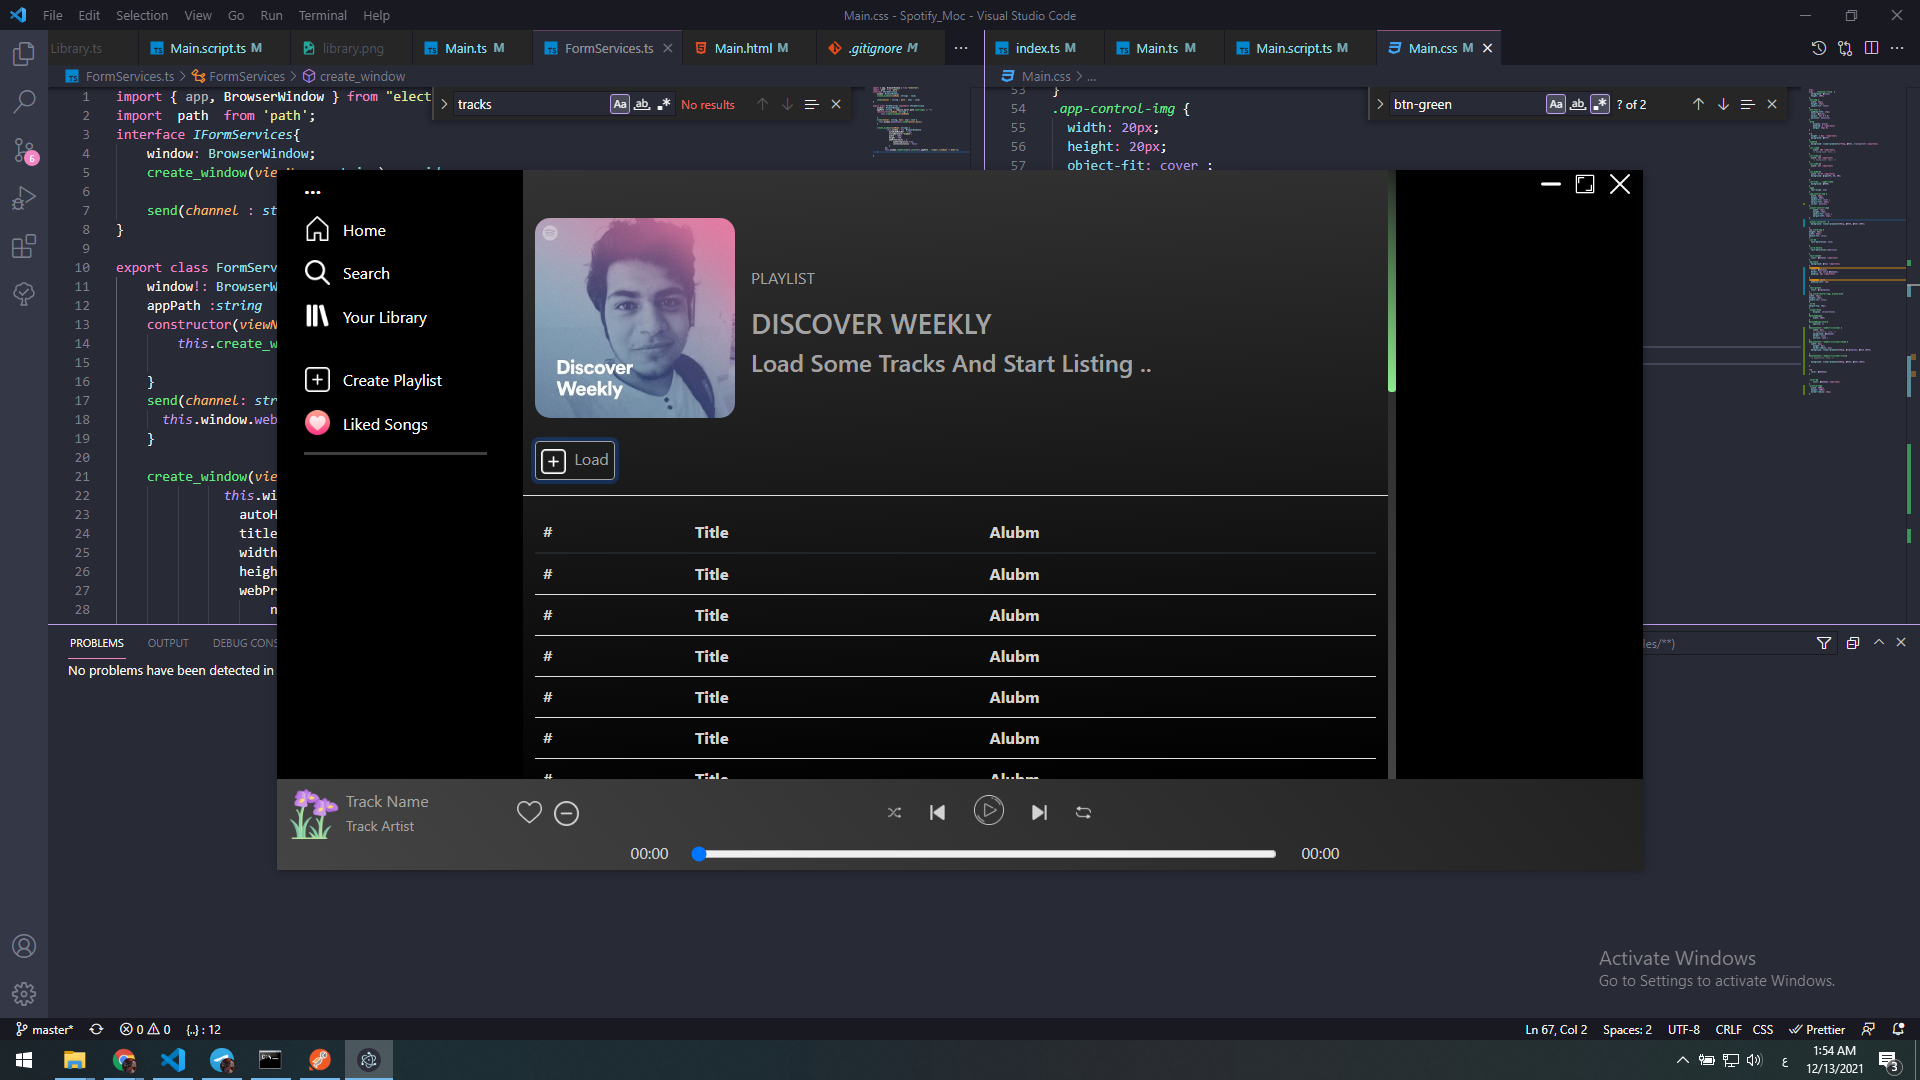 File Edit Selection View Go Run Terminal Help
Main.css - Spotify_Moc - Visual Studio Code
Library.ts
Main.script.ts M
library.png
Main.ts M
FormServices.ts
Main.html M
.gitignore M
index.ts M
Main.ts M
Main.script.ts M
Main.css M
FormServices.ts > FormServices > create_window
Main.css > ...
tracks
Aa ab .*
No results
btn-green
Aa ab .*
? of 2
1 import { app, BrowserWindow } from "elect
2 import path from 'path';
3 interface IFormServices{
4 window: BrowserWindow;
5 create_window(vie
6
7 send(channel : st
8 }
9
10 export class FormServ
11 window!: BrowserW
12 appPath :string
13 constructor(viewN
14 this.create_w
15
16 }
17 send(channel: str
18 this.window.web
19 }
20
21 create_window(vie
22 this.wi
23 autoH
24 title
25 width
26 heigh
27 webPr
28 n
53 }
54 .app-control-img {
55 width: 20px;
56 height: 20px;
57 object-fit: cover ;
Home
Search
Your Library
Create Playlist
Liked Songs
Discover
Weekly
PLAYLIST
DISCOVER WEEKLY
Load Some Tracks And Start Listing ..
Load
# Title Alubm
# Title Alubm
# Title Alubm
# Title Alubm
# Title Alubm
# Title Alubm
# Title Alubm
Track Name
Track Artist
00:00
00:00
PROBLEMS OUTPUT DEBUG CONS
les/**)
No problems have been detected in
6
Activate Windows
Go to Settings to activate Windows.
master* 0 0 {..} : 12
Ln 67, Col 2 Spaces: 2 UTF-8 CRLF CSS Prettier
ع
1:54 AM
12/13/2021
3